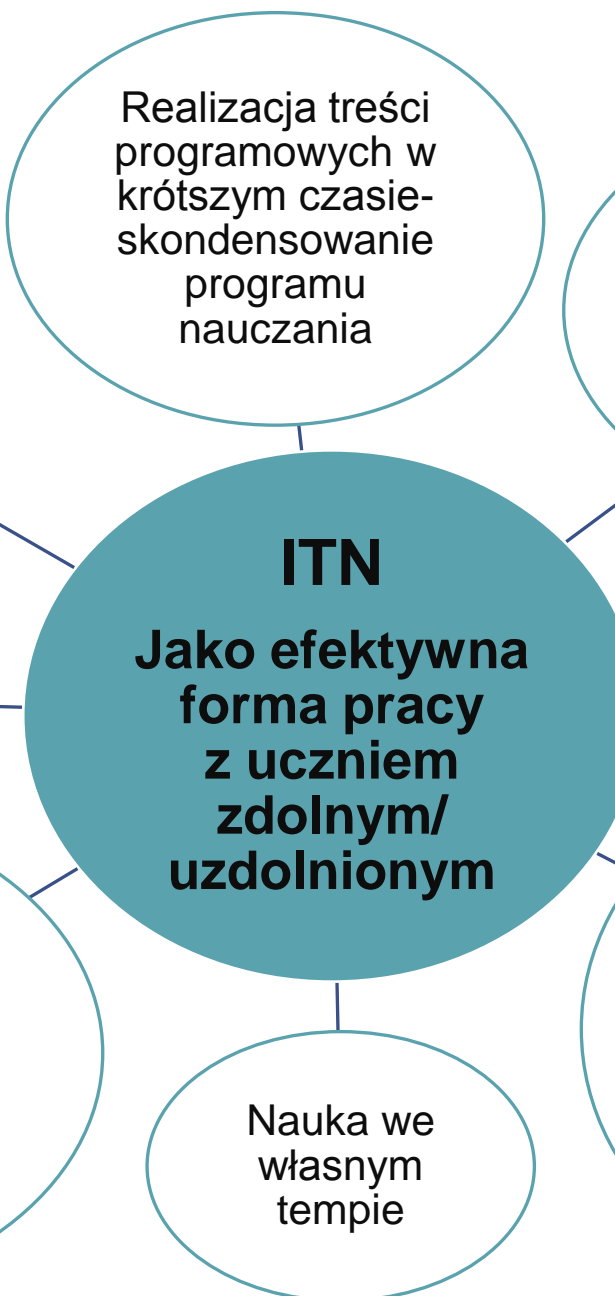 Realizacja treści
programowych w
krótszym czasie-
skondensowanie
programu
nauczania
ITN
Jako efektywna
forma pracy
z uczniem
zdolnym/
uzdolnionym
Nauka we
własnym
tempie